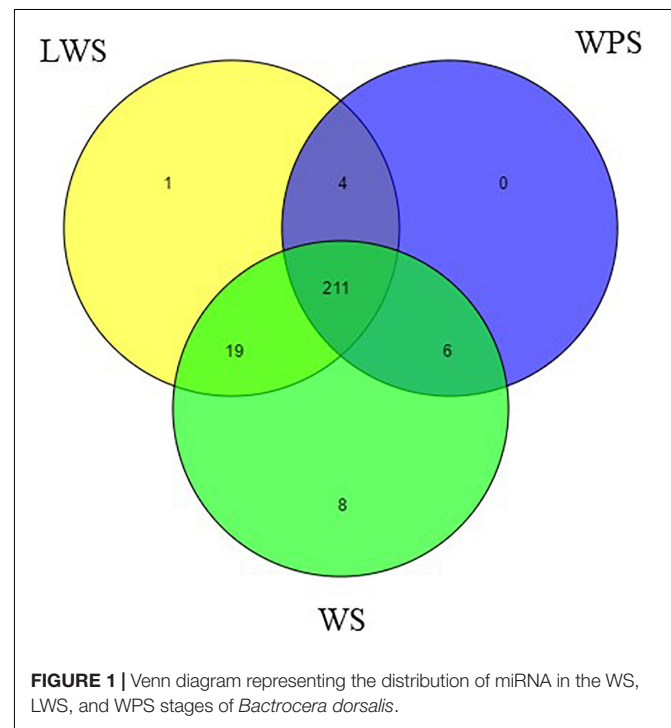 LWS
WPS
1
4
0
211
19
6
8
WS
FIGURE 1 | Venn diagram representing the distribution of miRNA in the WS,
LWS, and WPS stages of Bactrocera dorsalis.